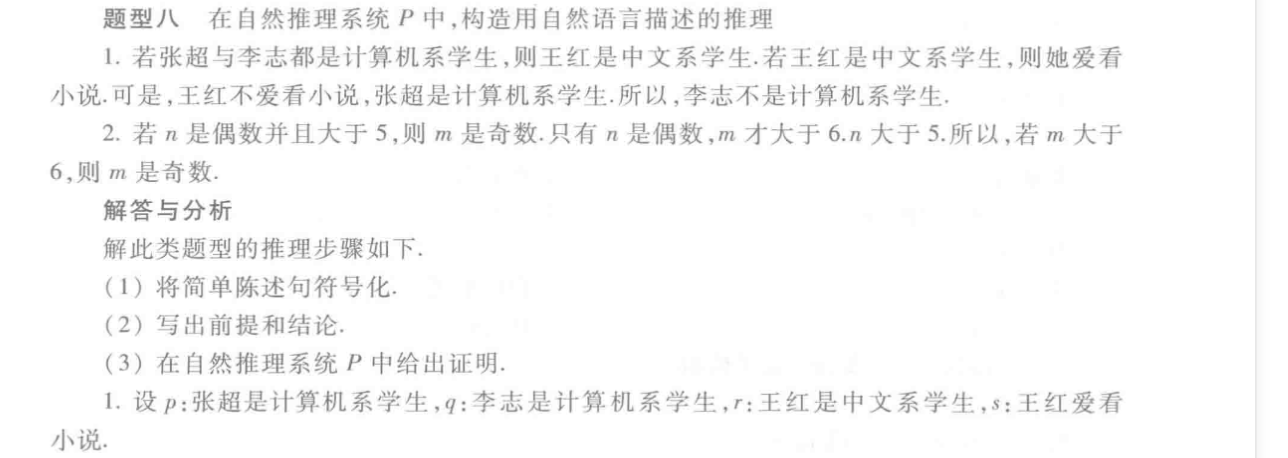 题型八 在自然推理系统 P 中,构造用自然语言描述的推理
1. 若张超与李志都是计算机系学生,则王红是中文系学生.若王红是中文系学生,则她爱看
小说.可是,王红不爱看小说,张超是计算机系学生.所以,李志不是计算机系学生.
2. 若 n 是偶数并且大于 5,则 m 是奇数.只有 n 是偶数,m 才大于 6.n 大于 5.所以,若 m 大于
6,则 m 是奇数.
解答与分析
解此类题型的推理步骤如下.
(1) 将简单陈述句符号化.
(2) 写出前提和结论.
(3) 在自然推理系统 P 中给出证明.
1. 设 p:张超是计算机系学生,q:李志是计算机系学生,r:王红是中文系学生,s:王红爱看
小说.